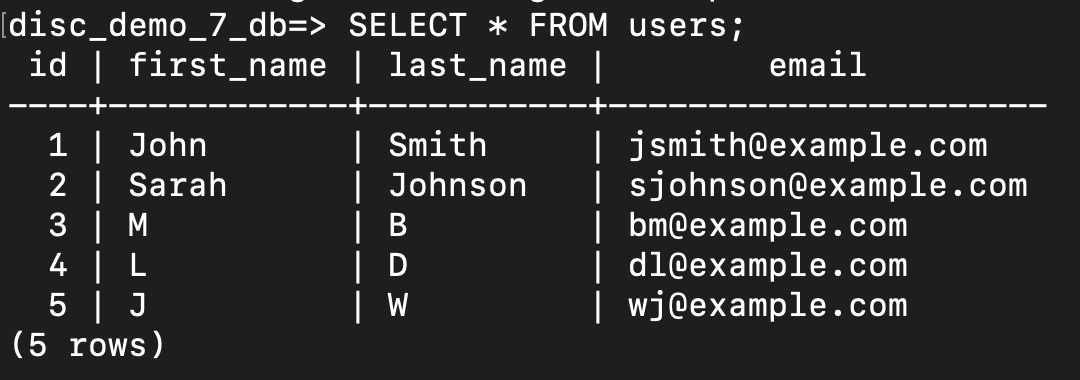 [disc_demo_7_db=> SELECT * FROM users;
 id | first_name | last_name |        email
----+------------+-----------+----------------------
  1 | John       | Smith     | jsmith@example.com
  2 | Sarah      | Johnson   | sjohnson@example.com
  3 | M          | B         | bm@example.com
  4 | L          | D         | dl@example.com
  5 | J          | W         | wj@example.com
(5 rows)